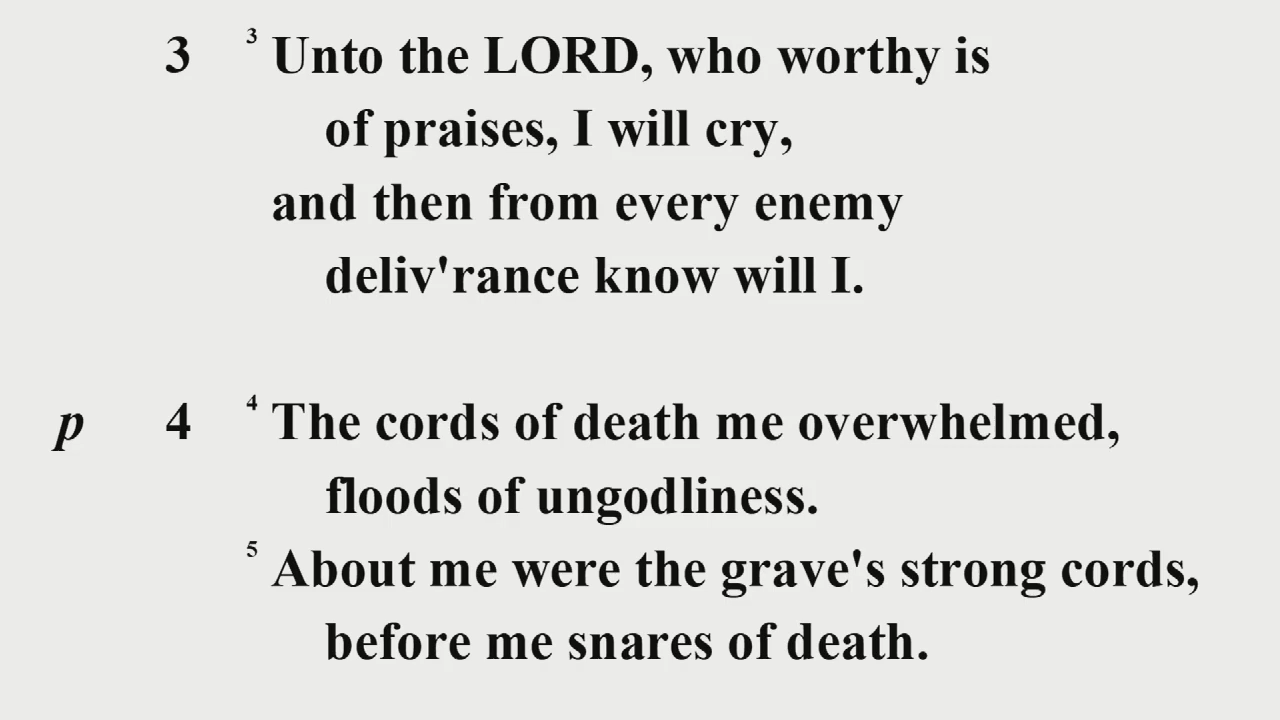 3 3 Unto the LORD, who worthy is
of praises, I will cry,
and then from every enemy
deliv'rance know will I.
p 4 4 The cords of death me overwhelmed,
floods of ungodliness.
5 About me were the grave's strong cords,
before me snares of death.